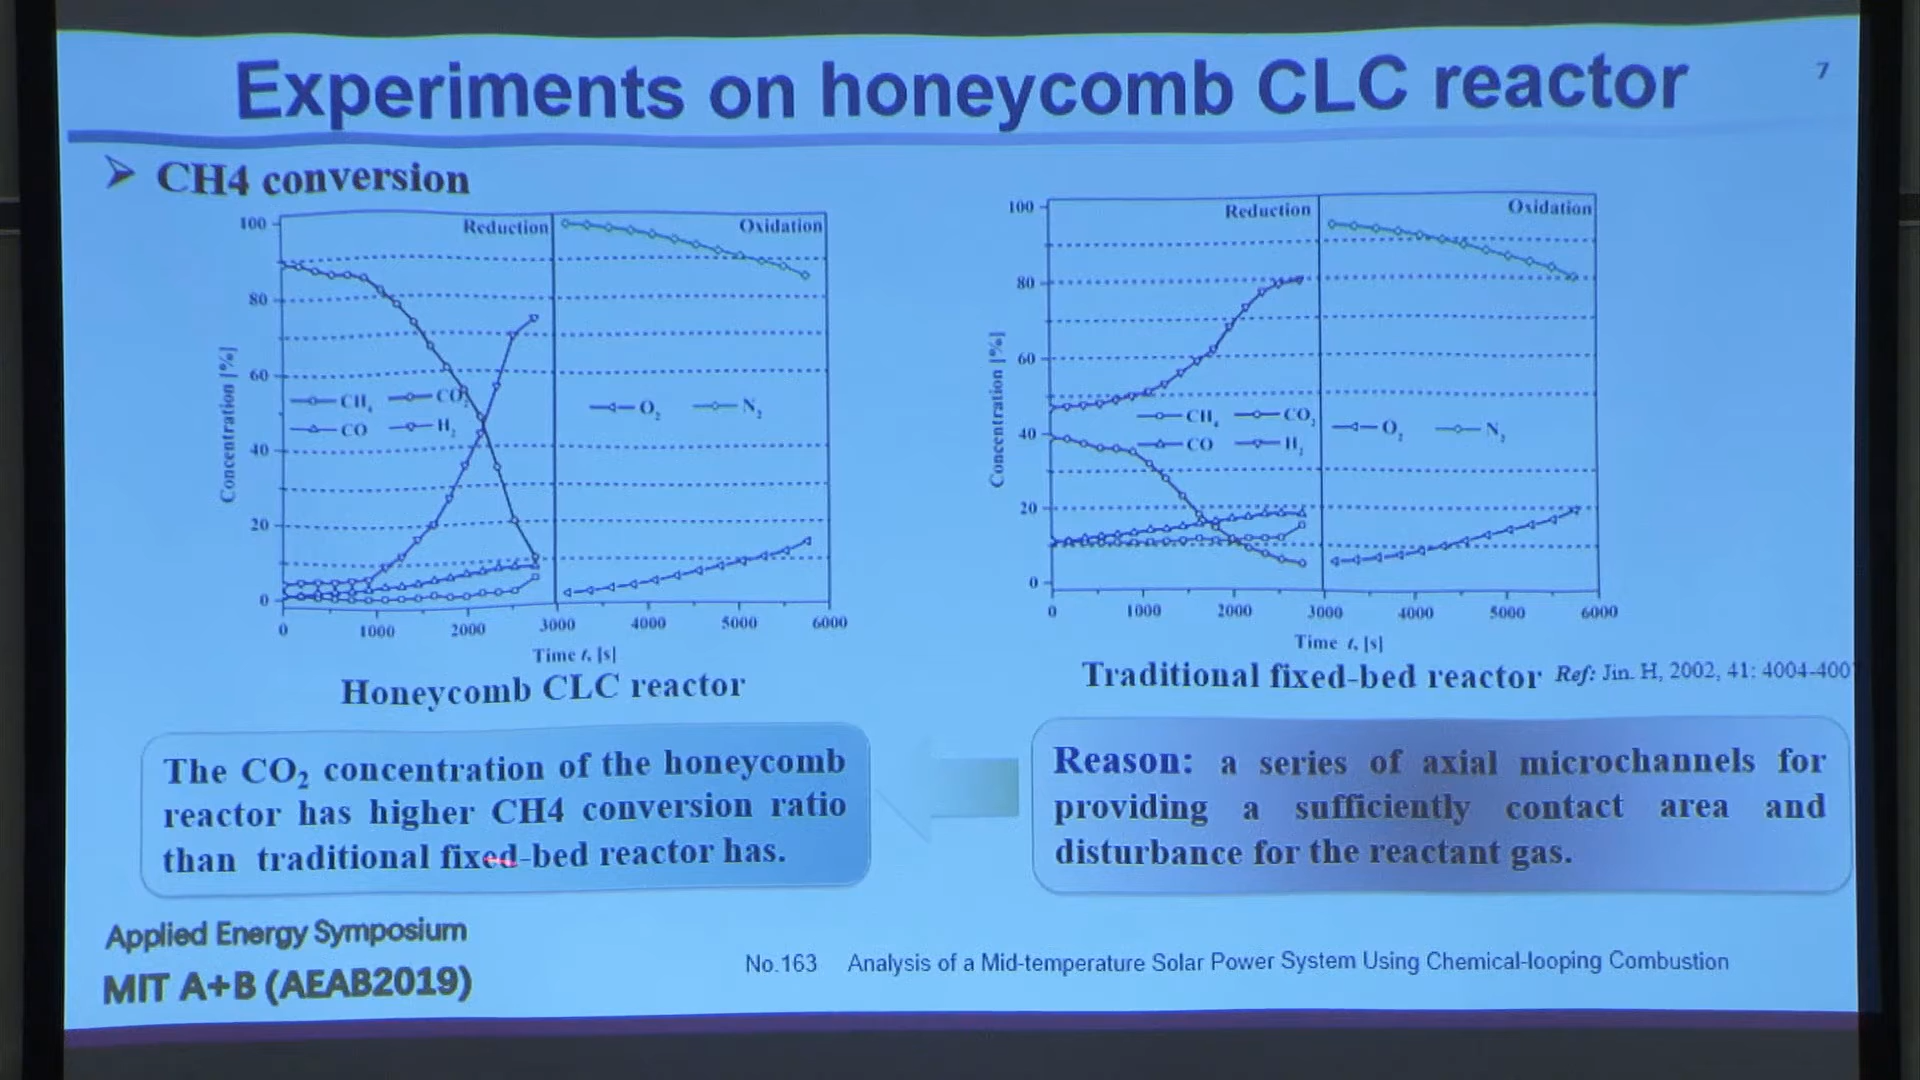 Experiments on honeycomb CLC reactor
7
CH4 conversion
Reduction
Oxidation
100
80
60
40
20
0
Concentration [%]
CH4 CO2
CO H2
O2 N2
0 1000 2000 3000 4000 5000 6000
Time t, [s]
Honeycomb CLC reactor
Reduction
Oxidation
100
80
60
40
20
0
Concentration [%]
CH4 CO2
CO H2
O2 N2
0 1000 2000 3000 4000 5000 6000
Time t, [s]
Traditional fixed-bed reactor Ref: Jin. H, 2002, 41: 4004-400
The CO2 concentration of the honeycomb
reactor has higher CH4 conversion ratio
than traditional fixed-bed reactor has.
Reason: a series of axial microchannels for
providing a sufficiently contact area and
disturbance for the reactant gas.
Applied Energy Symposium
MIT A+B (AEAB2019)
No.163 Analysis of a Mid-temperature Solar Power System Using Chemical-looping Combustion